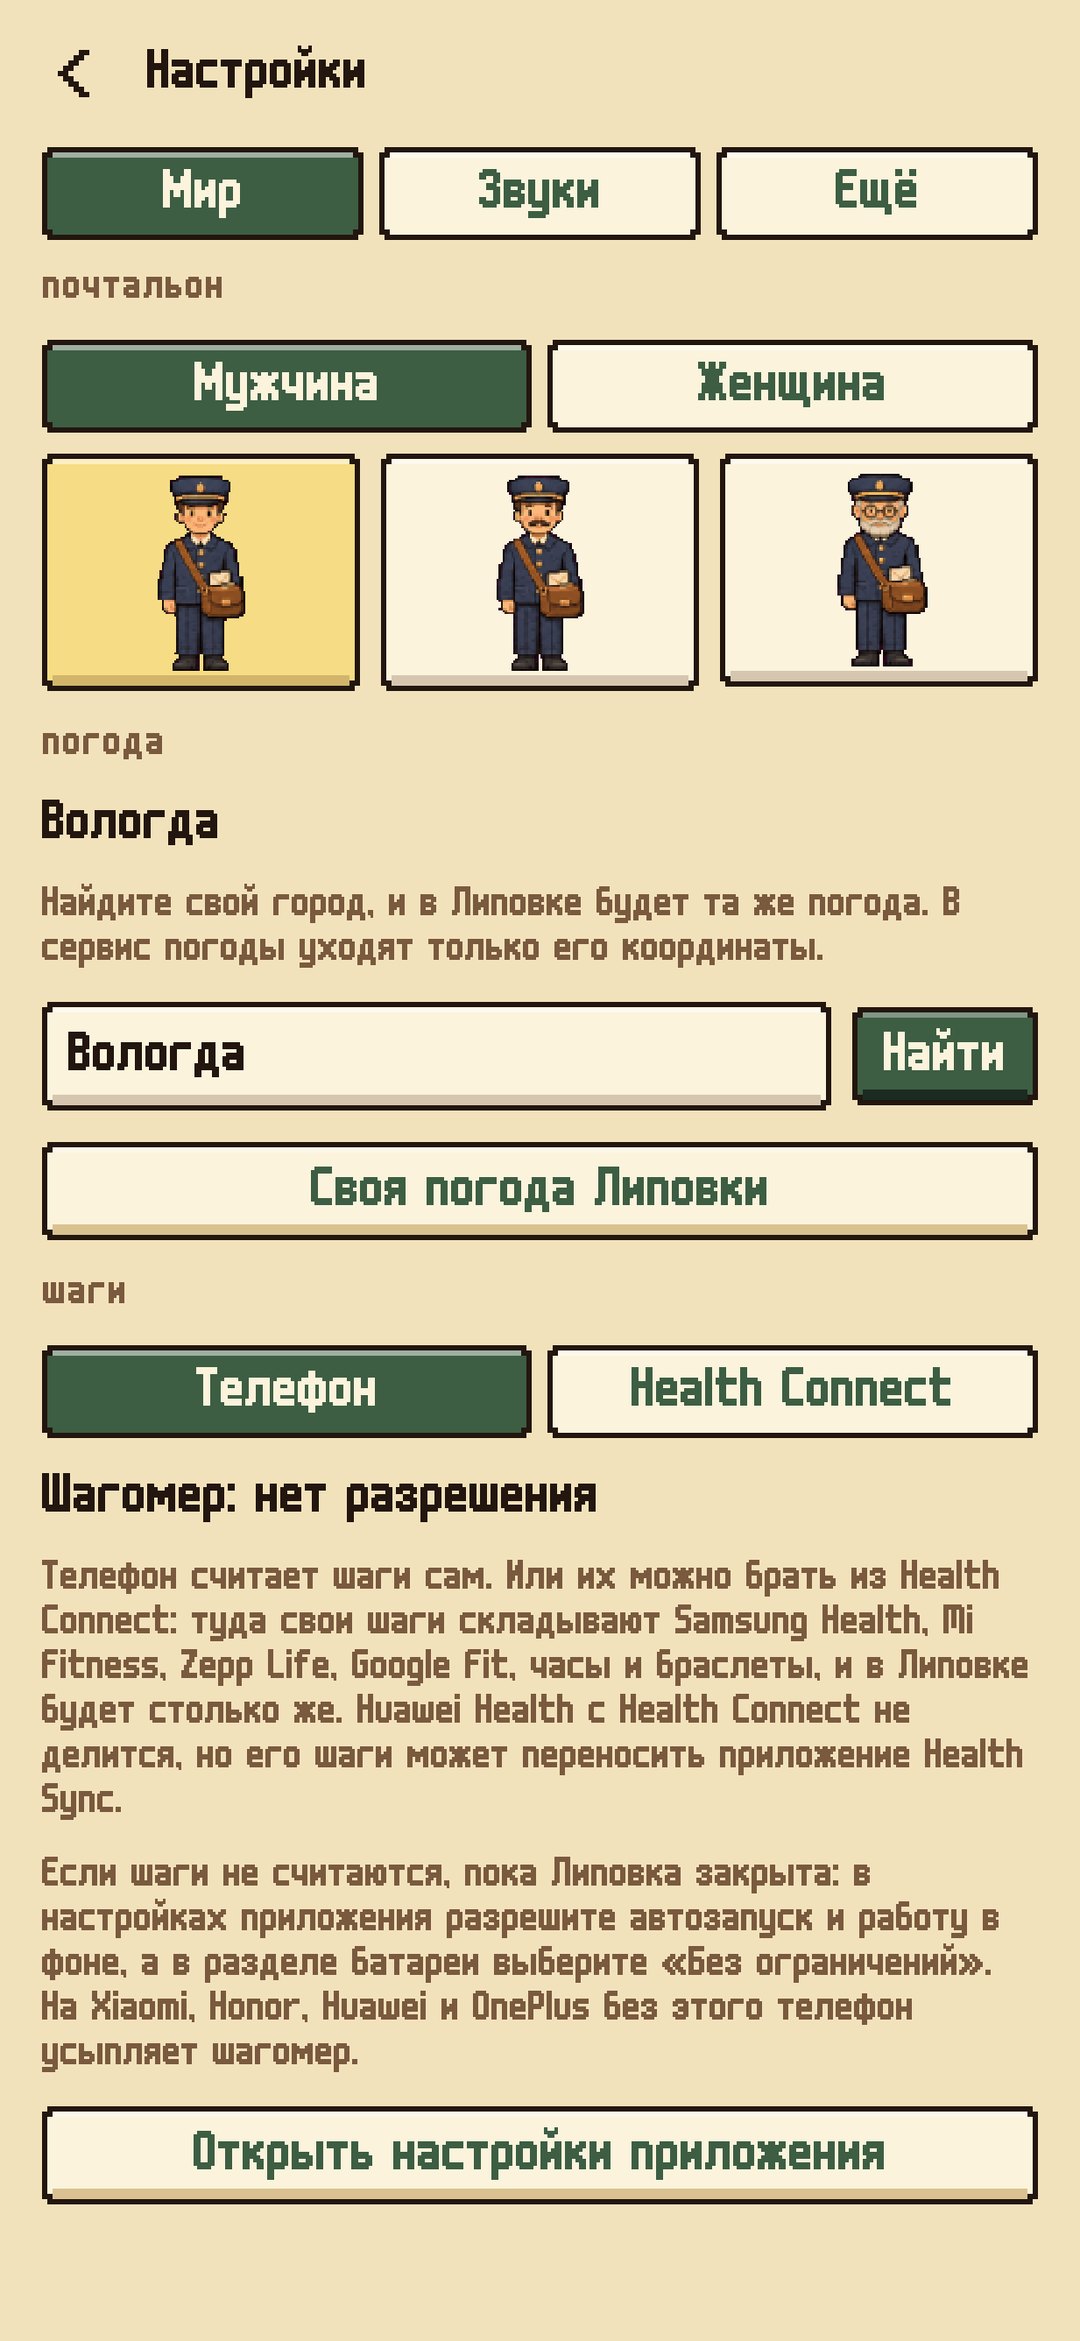 Настройки
Мир
Звуки
Ещё
почтальон
Мужчина
Женщина
погода
Вологда
Найдите свой город, и в Липовке будет та же погода. В
сервис погоды уходят только его координаты.
Вологда
Найти
Своя погода Липовки
шаги
Телефон
Health Connect
Шагомер: нет разрешения
Телефон считает шаги сам. Или их можно брать из Health
Connect: туда свои шаги складывают Samsung Health, Mi
Fitness, Zepp Life, Google Fit, часы и браслеты, и в Липовке
будет столько же. Huawei Health с Health Connect не
делится, но его шаги может переносить приложение Health
Sync.
Если шаги не считаются, пока Липовка закрыта: в
настройках приложения разрешите автозапуск и работу в
фоне, а в разделе батареи выберите «Без ограничений».
На Xiaomi, Honor, Huawei и OnePlus без этого телефон
усыпляет шагомер.
Открыть настройки приложения